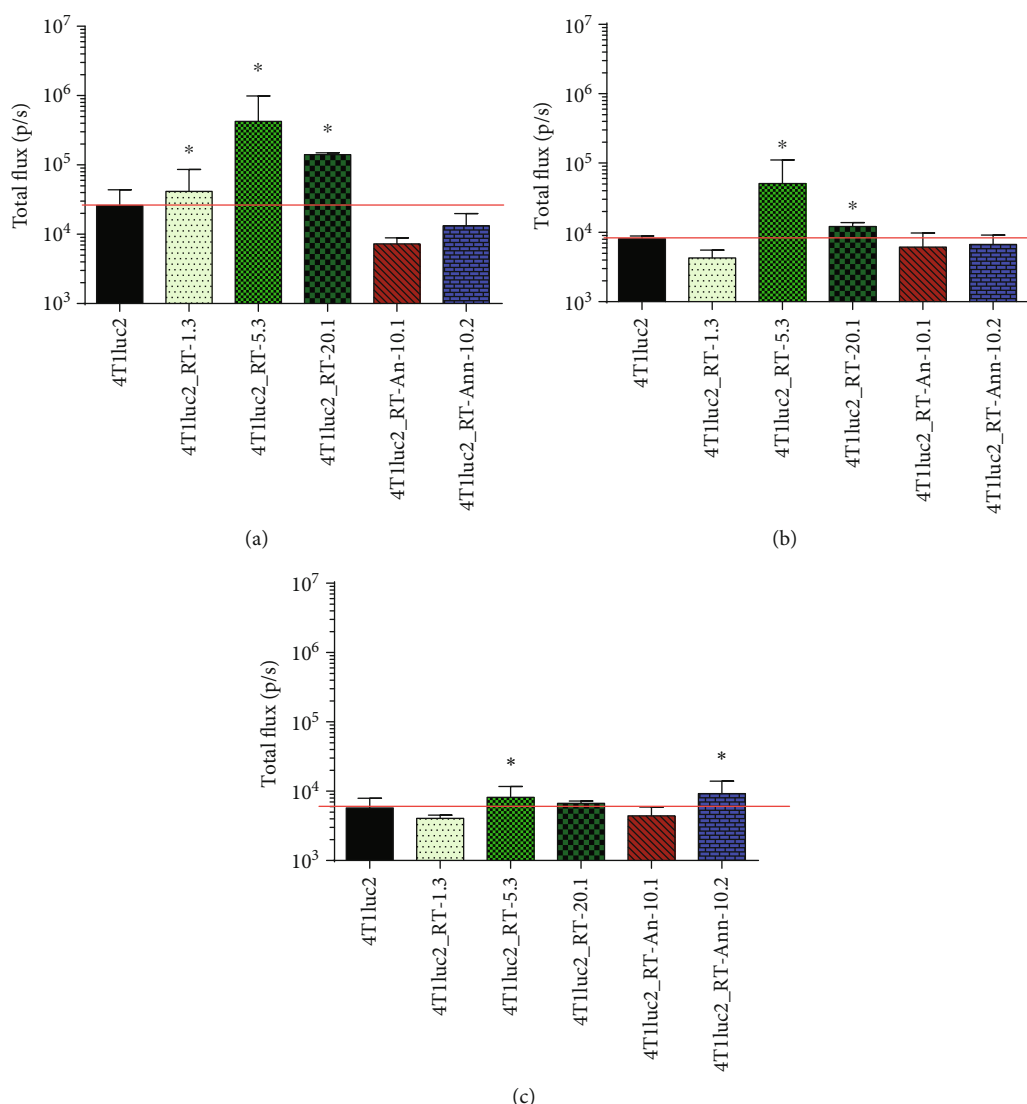 Total flux (p/s)
10⁷
10⁶
10⁵
10⁴
10³
*
*
*
4T1luc2
4T1luc2_RT-1.3
4T1luc2_RT-5.3
4T1luc2_RT-20.1
4T1luc2_RT-An-10.1
4T1luc2_RT-Ann-10.2
(a)
Total flux (p/s)
10⁷
10⁶
10⁵
10⁴
10³
*
*
4T1luc2
4T1luc2_RT-1.3
4T1luc2_RT-5.3
4T1luc2_RT-20.1
4T1luc2_RT-An-10.1
4T1luc2_RT-Ann-10.2
(b)
Total flux (p/s)
10⁷
10⁶
10⁵
10⁴
10³
*
*
4T1luc2
4T1luc2_RT-1.3
4T1luc2_RT-5.3
4T1luc2_RT-20.1
4T1luc2_RT-An-10.1
4T1luc2_RT-Ann-10.2
(c)